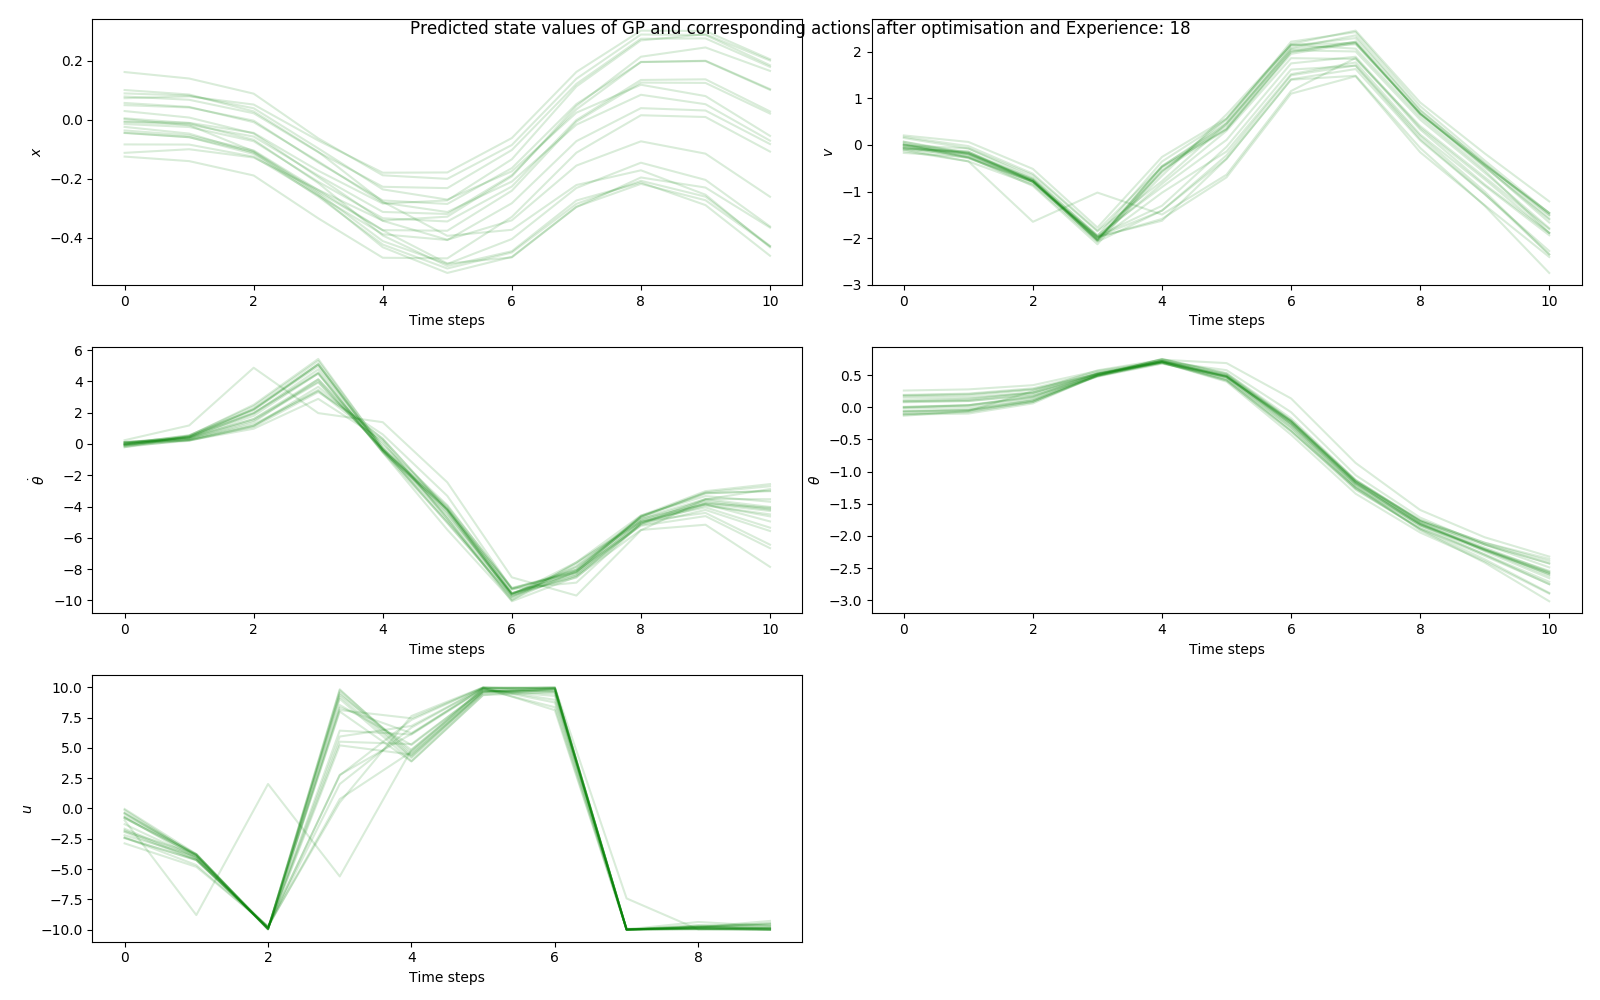 Predicted state values of GP and corresponding actions after optimisation and Experience: 18
0.2
0.0
−0.2
−0.4
x
0 2 4 6 8 10
Time steps
2
1
0
−1
−2
−3
v
0 2 4 6 8 10
Time steps
6
4
2
0
−2
−4
−6
−8
−10
θ̇
0 2 4 6 8 10
Time steps
0.5
0.0
−0.5
−1.0
−1.5
−2.0
−2.5
−3.0
θ
0 2 4 6 8 10
Time steps
10.0
7.5
5.0
2.5
0.0
−2.5
−5.0
−7.5
−10.0
u
0 2 4 6 8
Time steps